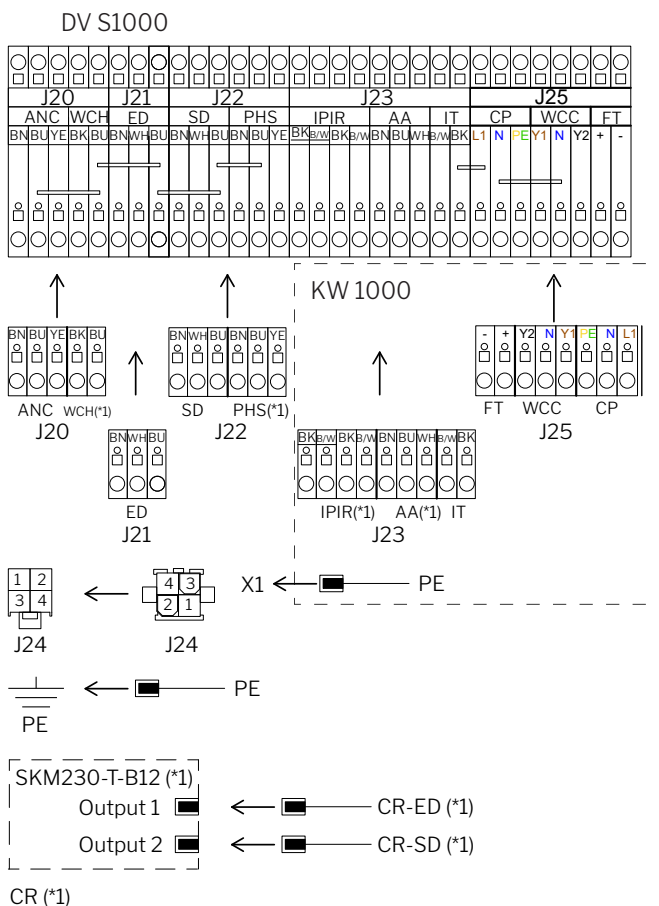 DV S1000
J20 J21 J22 J23 J25
ANC WCH ED SD PHS IPIR AA IT CP WCC FT
BN BU YE BK BU BN WH BU BN WH BU BN BU YE BK B/W BK B/W BN BU WH B/W BK L1 N PE Y1 N Y2 + -
KW 1000
BN BU YE BK BU
BN WH BU BN BU YE
- + Y2 N Y1 PE N L1
ANC WCH(*1)
J20
SD PHS(*1)
J22
FT WCC CP
J25
BN WH BU
BK B/W BK B/W BN BU WH B/W BK
ED
J21
IPIR(*1) AA(*1) IT
J23
1 2
3 4
J24
4 3
2 1
J24
X1 PE
PE
PE
SKM230-T-B12 (*1)
Output 1 CR-ED (*1)
Output 2 CR-SD (*1)
CR (*1)